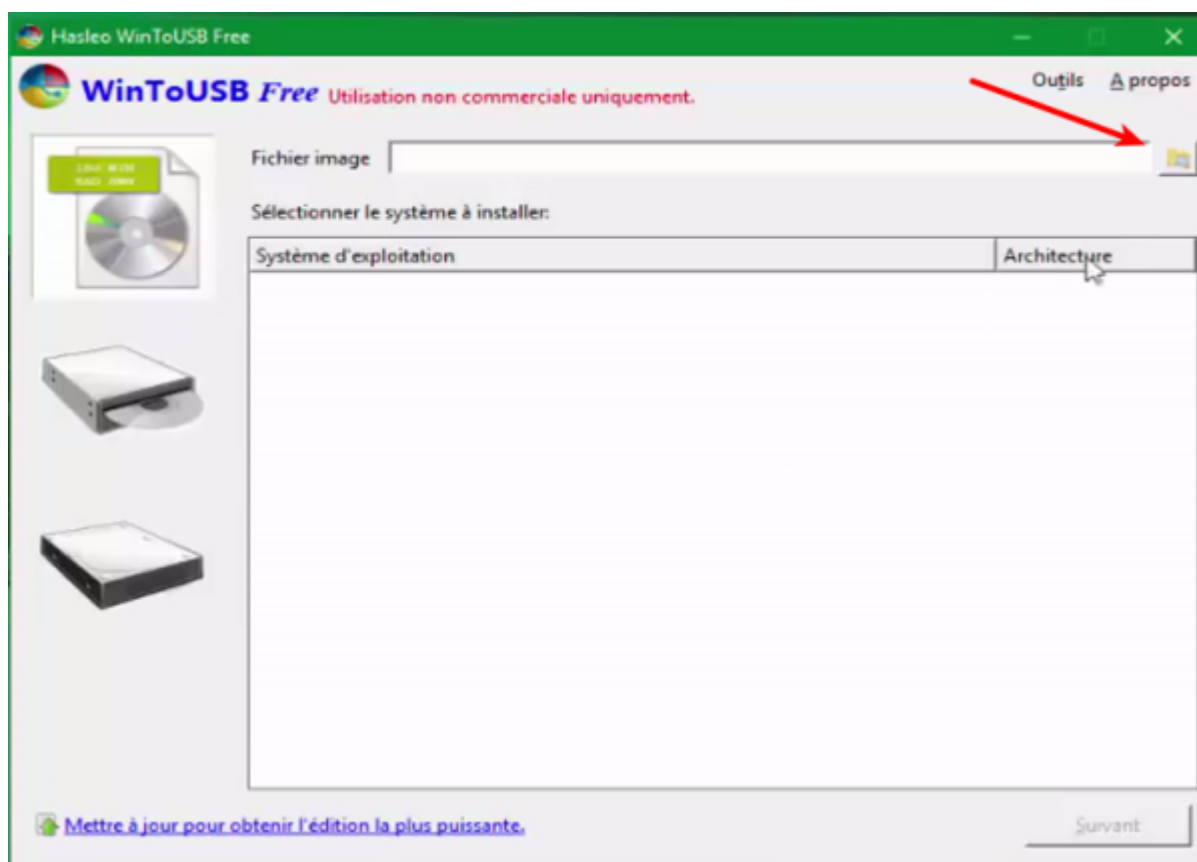 Hasleo WinToUSB Free
WinToUSB Free Utilisation non commerciale uniquement.
Outils A propos
Fichier image
Sélectionner le système à installer:
Système d'exploitation Architecture
Mettre à jour pour obtenir l'édition la plus puissante.
Suivant